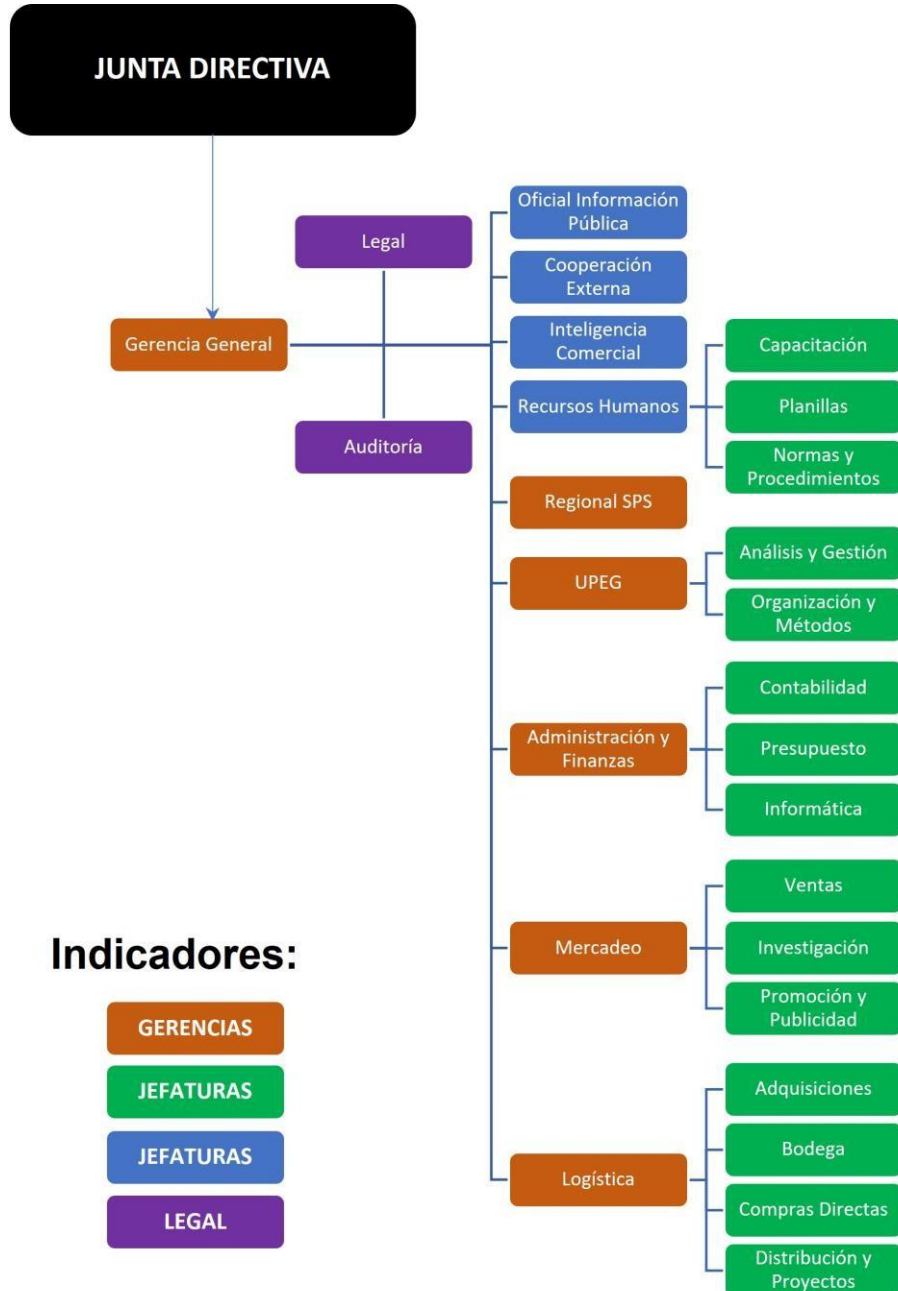 JUNTA DIRECTIVA
Legal
Gerencia General
Auditoría
Oficial Información
Pública
Cooperación
Externa
Inteligencia
Comercial
Recursos Humanos
Capacitación
Planillas
Normas y
Procedimientos
Regional SPS
UPEG
Análisis y Gestión
Organización y
Métodos
Administración y
Finanzas
Contabilidad
Presupuesto
Informática
Mercadeo
Ventas
Investigación
Promoción y
Publicidad
Logística
Adquisiciones
Bodega
Compras Directas
Distribución y
Proyectos
Indicadores:
GERENCIAS
JEFATURAS
JEFATURAS
LEGAL